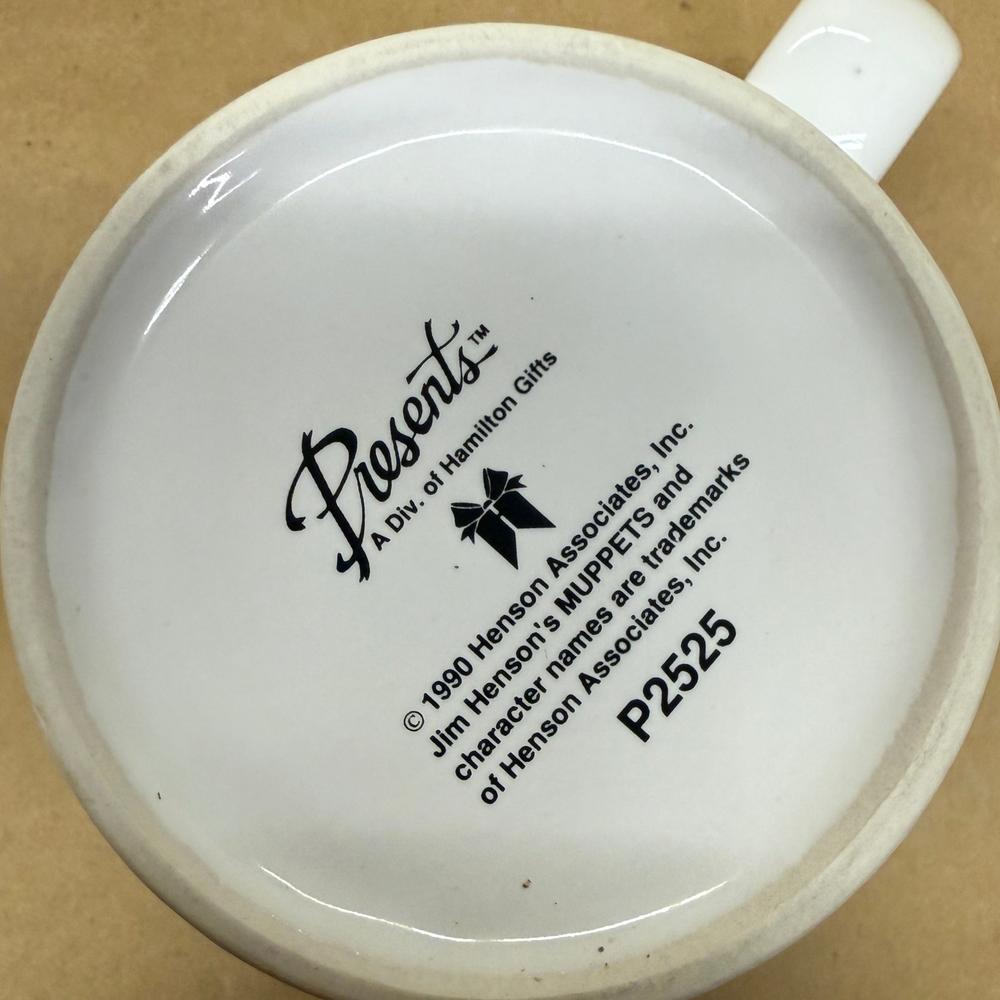 Presents™
A Div. of Hamilton Gifts
© 1990 Henson Associates, Inc.
Jim Henson's MUPPETS and
character names are trademarks
of Henson Associates, Inc.
P2525